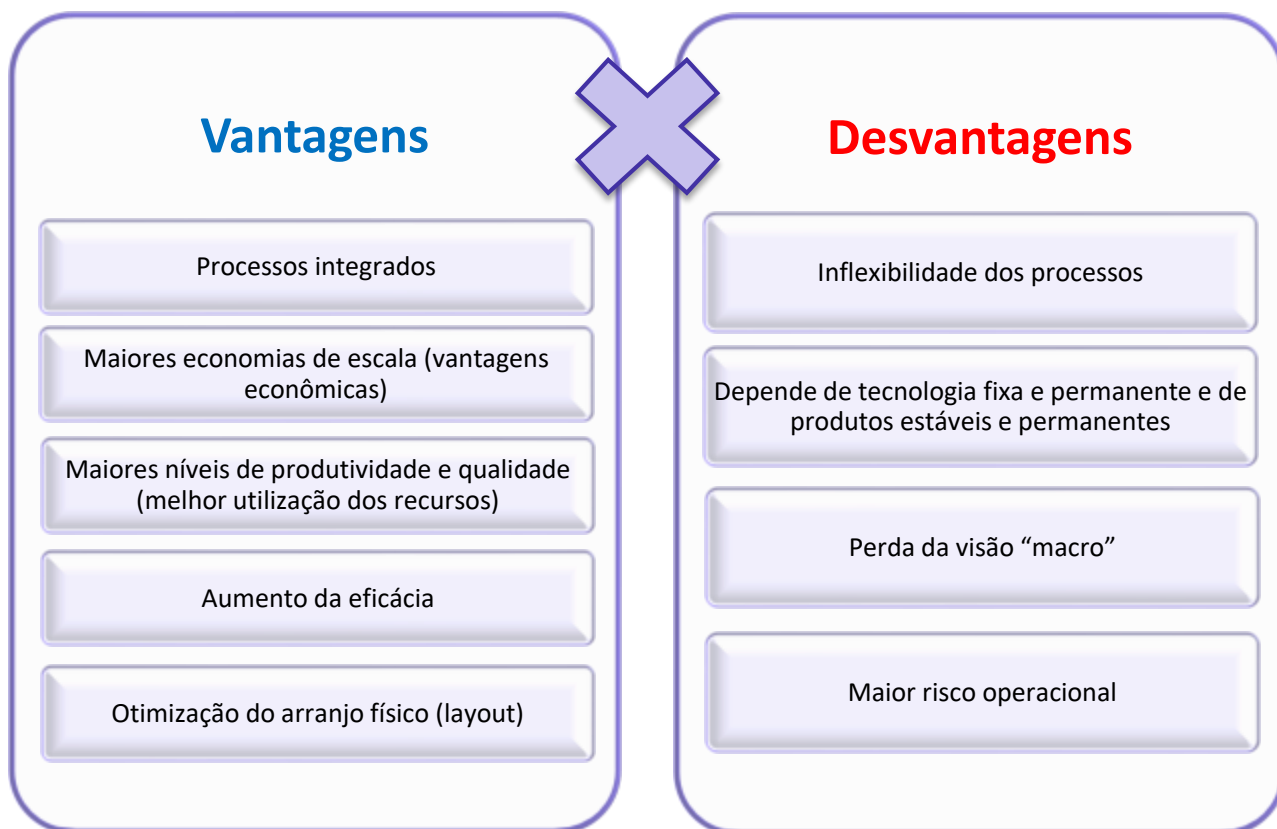 Vantagens
Processos integrados
Maiores economias de escala (vantagens
econômicas)
Maiores níveis de produtividade e qualidade
(melhor utilização dos recursos)
Aumento da eficácia
Otimização do arranjo físico (layout)
Desvantagens
Inflexibilidade dos processos
Depende de tecnologia fixa e permanente e de
produtos estáveis e permanentes
Perda da visão “macro”
Maior risco operacional